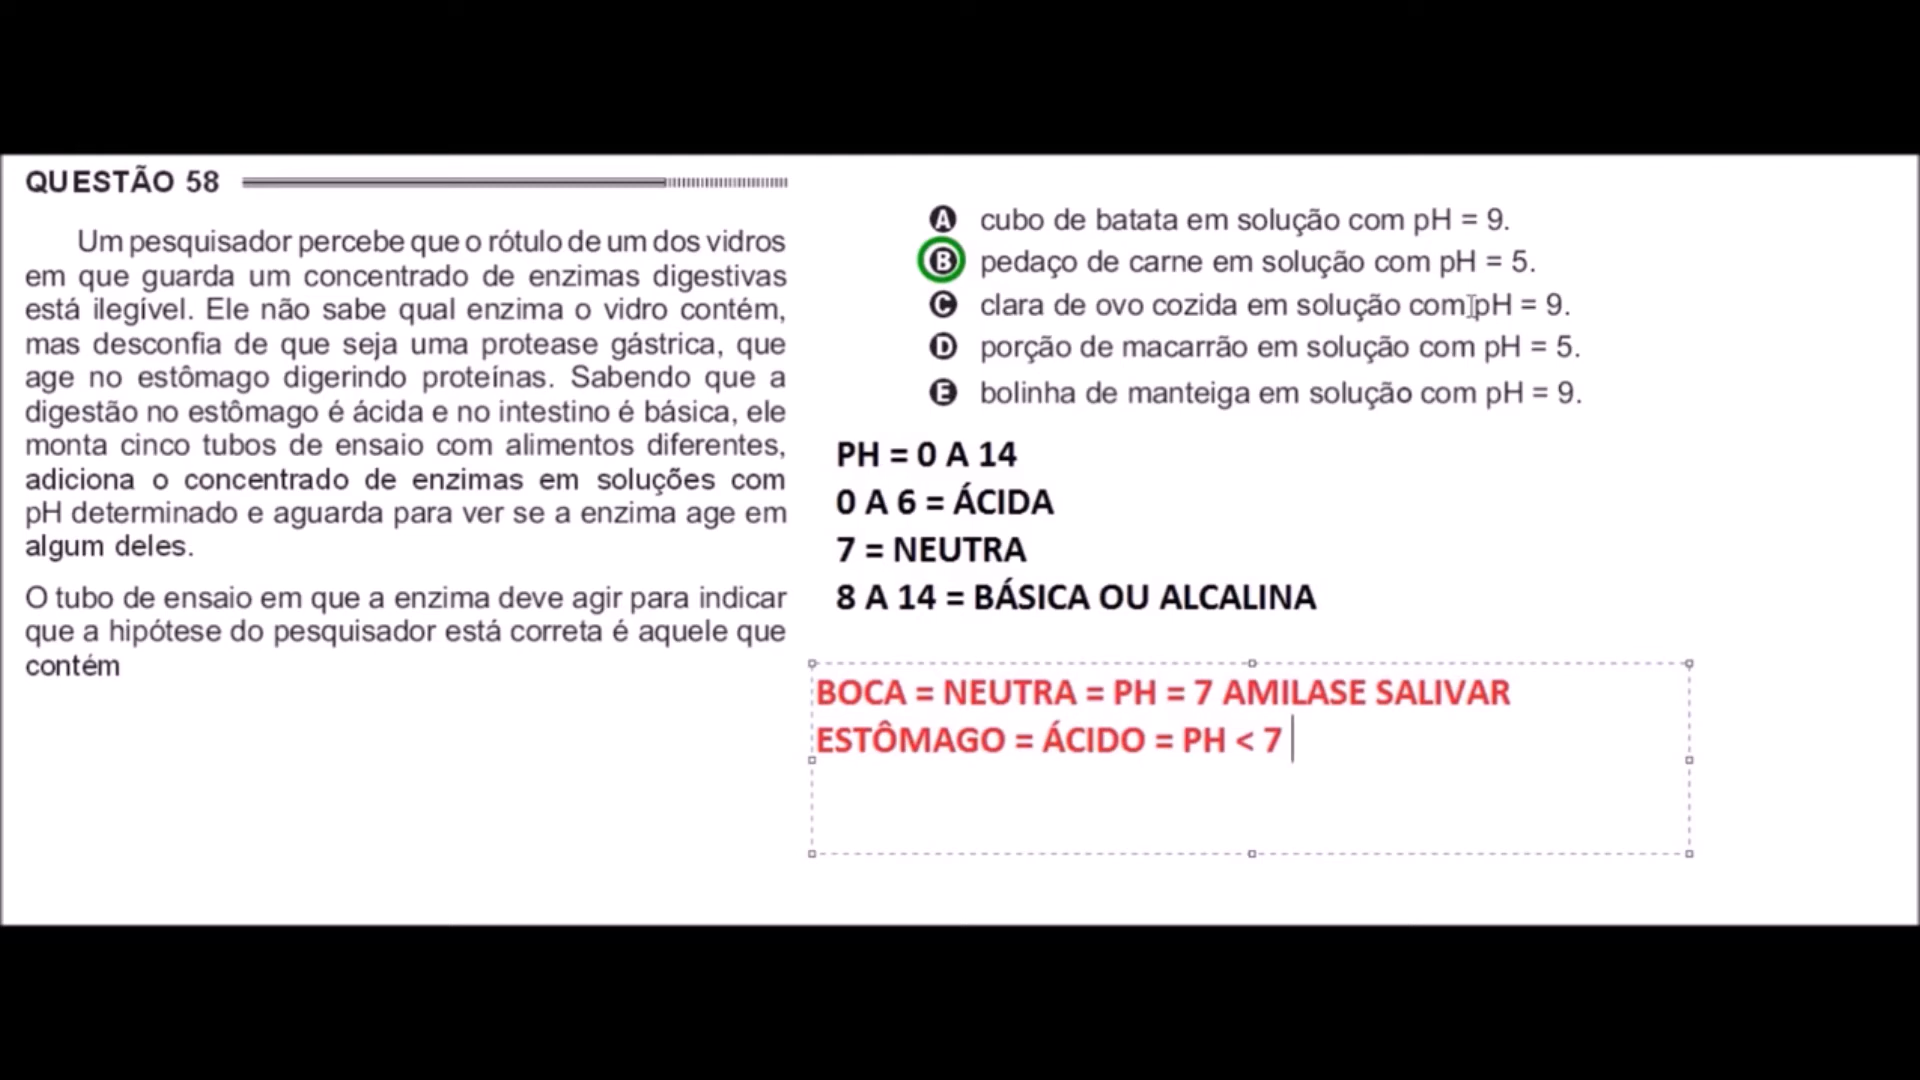 QUESTÃO 58
Um pesquisador percebe que o rótulo de um dos vidros
em que guarda um concentrado de enzimas digestivas
está ilegível. Ele não sabe qual enzima o vidro contém,
mas desconfia de que seja uma protease gástrica, que
age no estômago digerindo proteínas. Sabendo que a
digestão no estômago é ácida e no intestino é básica, ele
monta cinco tubos de ensaio com alimentos diferentes,
adiciona o concentrado de enzimas em soluções com
pH determinado e aguarda para ver se a enzima age em
algum deles.
O tubo de ensaio em que a enzima deve agir para indicar
que a hipótese do pesquisador está correta é aquele que
contém
A cubo de batata em solução com pH = 9.
B pedaço de carne em solução com pH = 5.
C clara de ovo cozida em solução com pH = 9.
D porção de macarrão em solução com pH = 5.
E bolinha de manteiga em solução com pH = 9.
PH = 0 A 14
0 A 6 = ÁCIDA
7 = NEUTRA
8 A 14 = BÁSICA OU ALCALINA
BOCA = NEUTRA = PH = 7 AMILASE SALIVAR
ESTÔMAGO = ÁCIDO = PH < 7